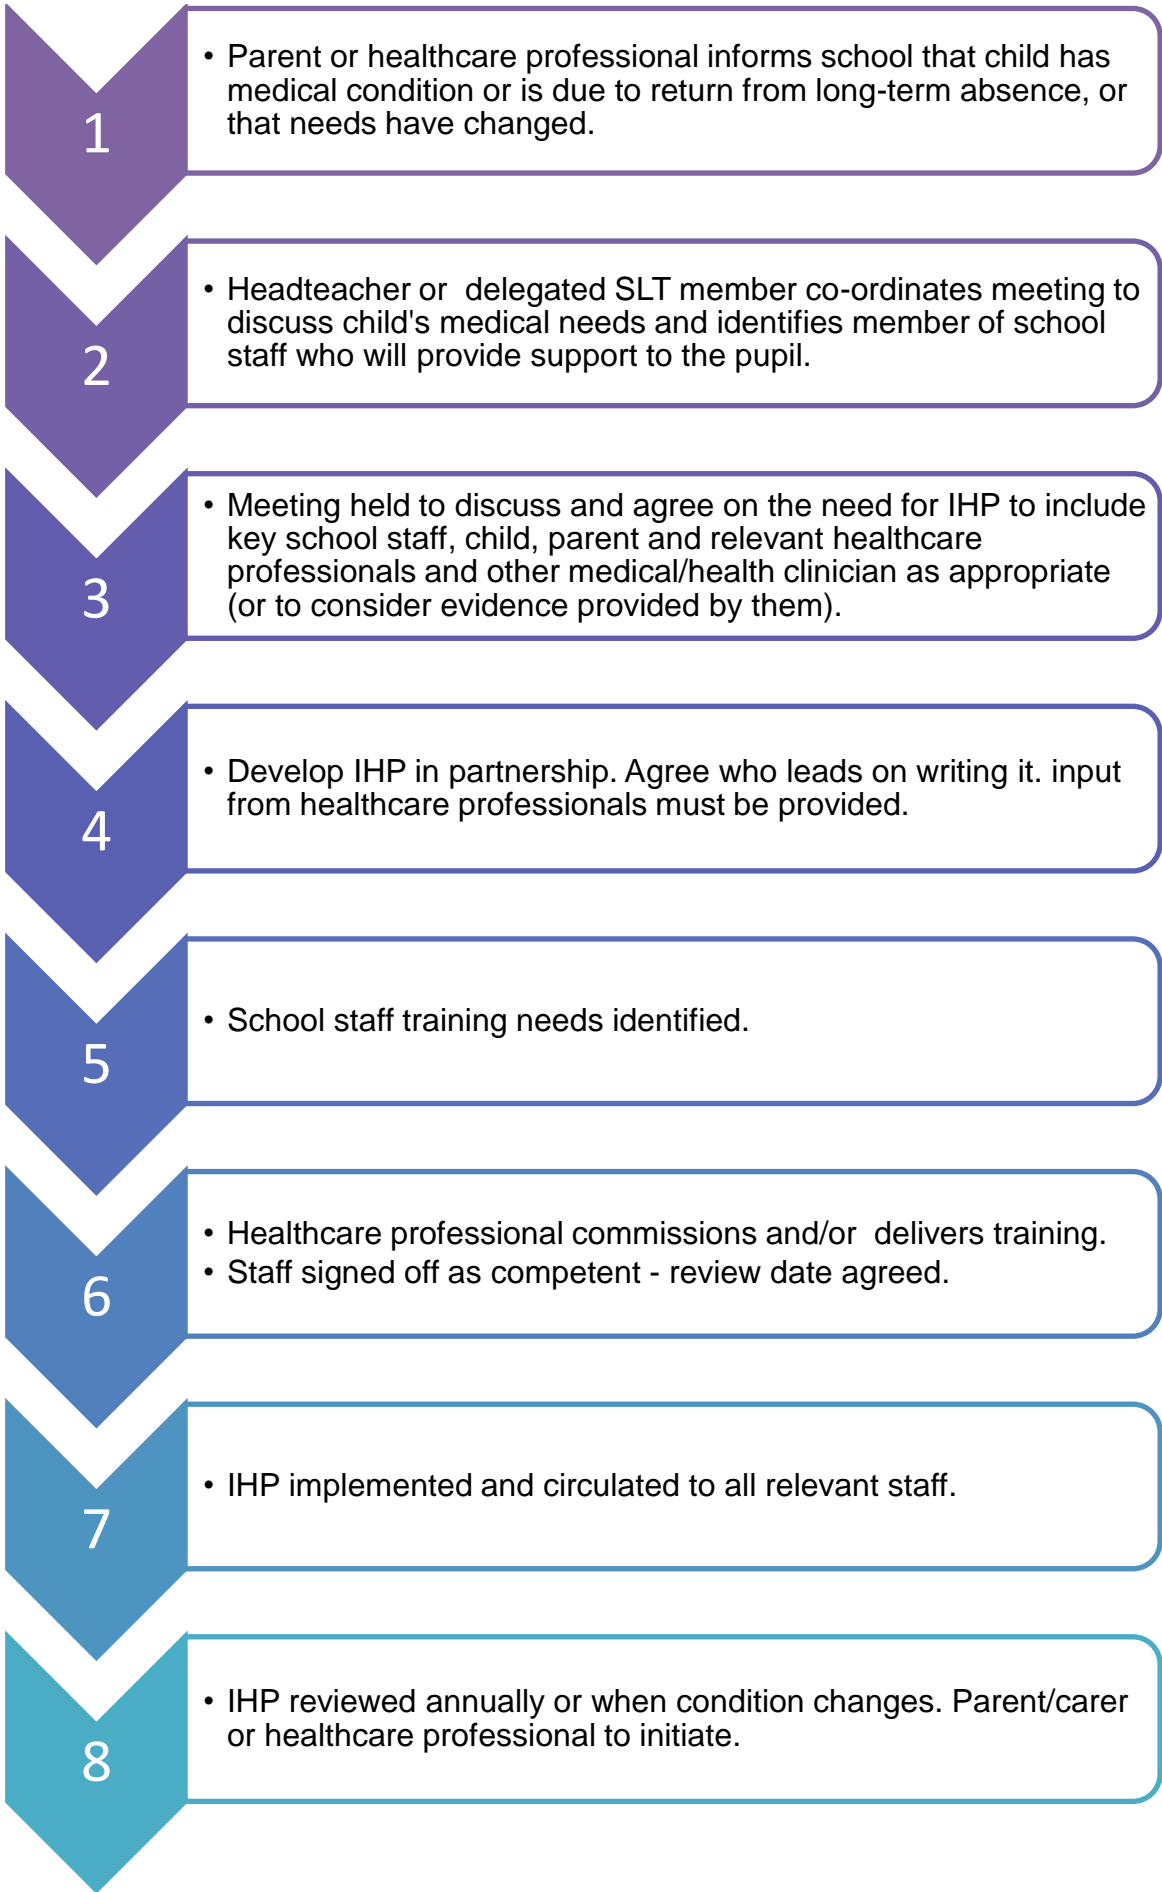 1
• Parent or healthcare professional informs school that child has
medical condition or is due to return from long-term absence, or
that needs have changed.
2
• Headteacher or  delegated SLT member co-ordinates meeting to
discuss child's medical needs and identifies member of school
staff who will provide support to the pupil.
3
• Meeting held to discuss and agree on the need for IHP to include
key school staff, child, parent and relevant healthcare
professionals and other medical/health clinician as appropriate
(or to consider evidence provided by them).
4
• Develop IHP in partnership. Agree who leads on writing it. input
from healthcare professionals must be provided.
5
• School staff training needs identified.
6
• Healthcare professional commissions and/or  delivers training.
• Staff signed off as competent - review date agreed.
7
• IHP implemented and circulated to all relevant staff.
8
• IHP reviewed annually or when condition changes. Parent/carer
or healthcare professional to initiate.